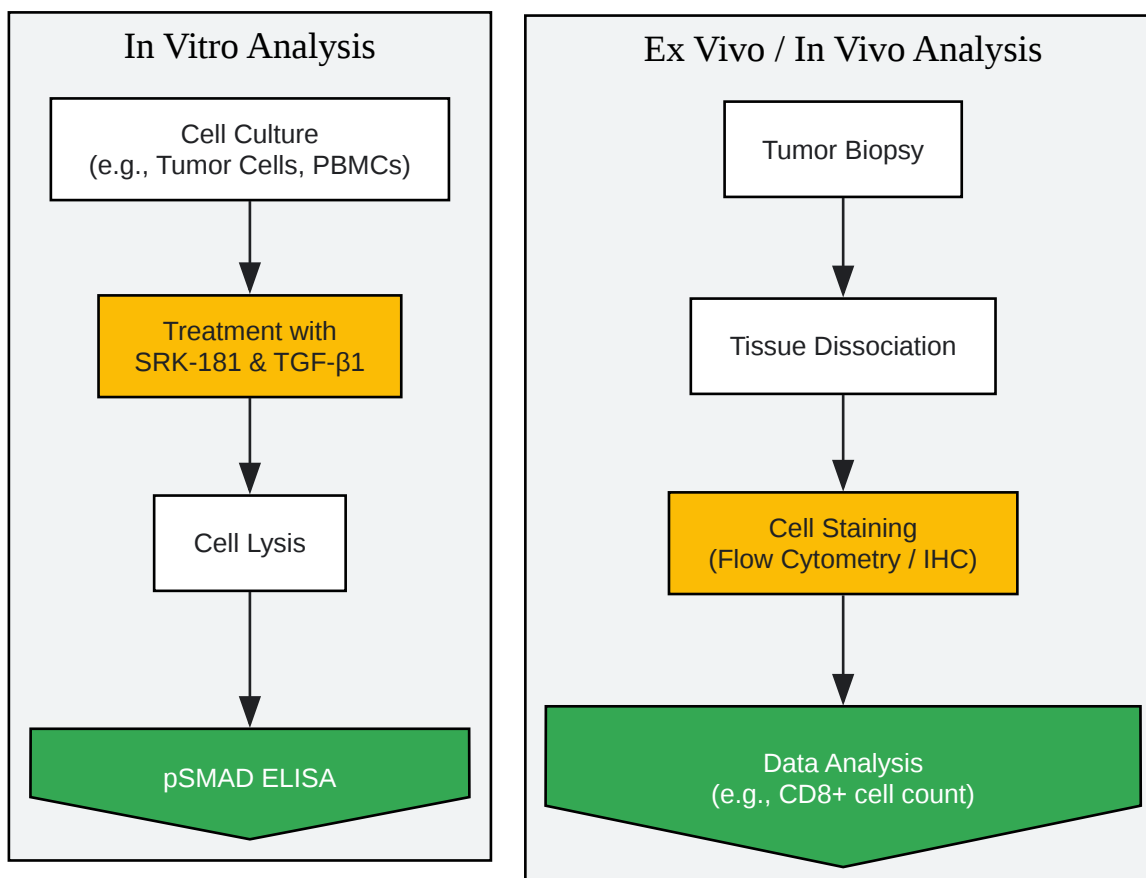 In Vitro Analysis
Cell Culture
(e.g., Tumor Cells, PBMCs)
Treatment with
SRK-181 & TGF-β1
Cell Lysis
pSMAD ELISA
Ex Vivo / In Vivo Analysis
Tumor Biopsy
Tissue Dissociation
Cell Staining
(Flow Cytometry / IHC)
Data Analysis
(e.g., CD8+ cell count)